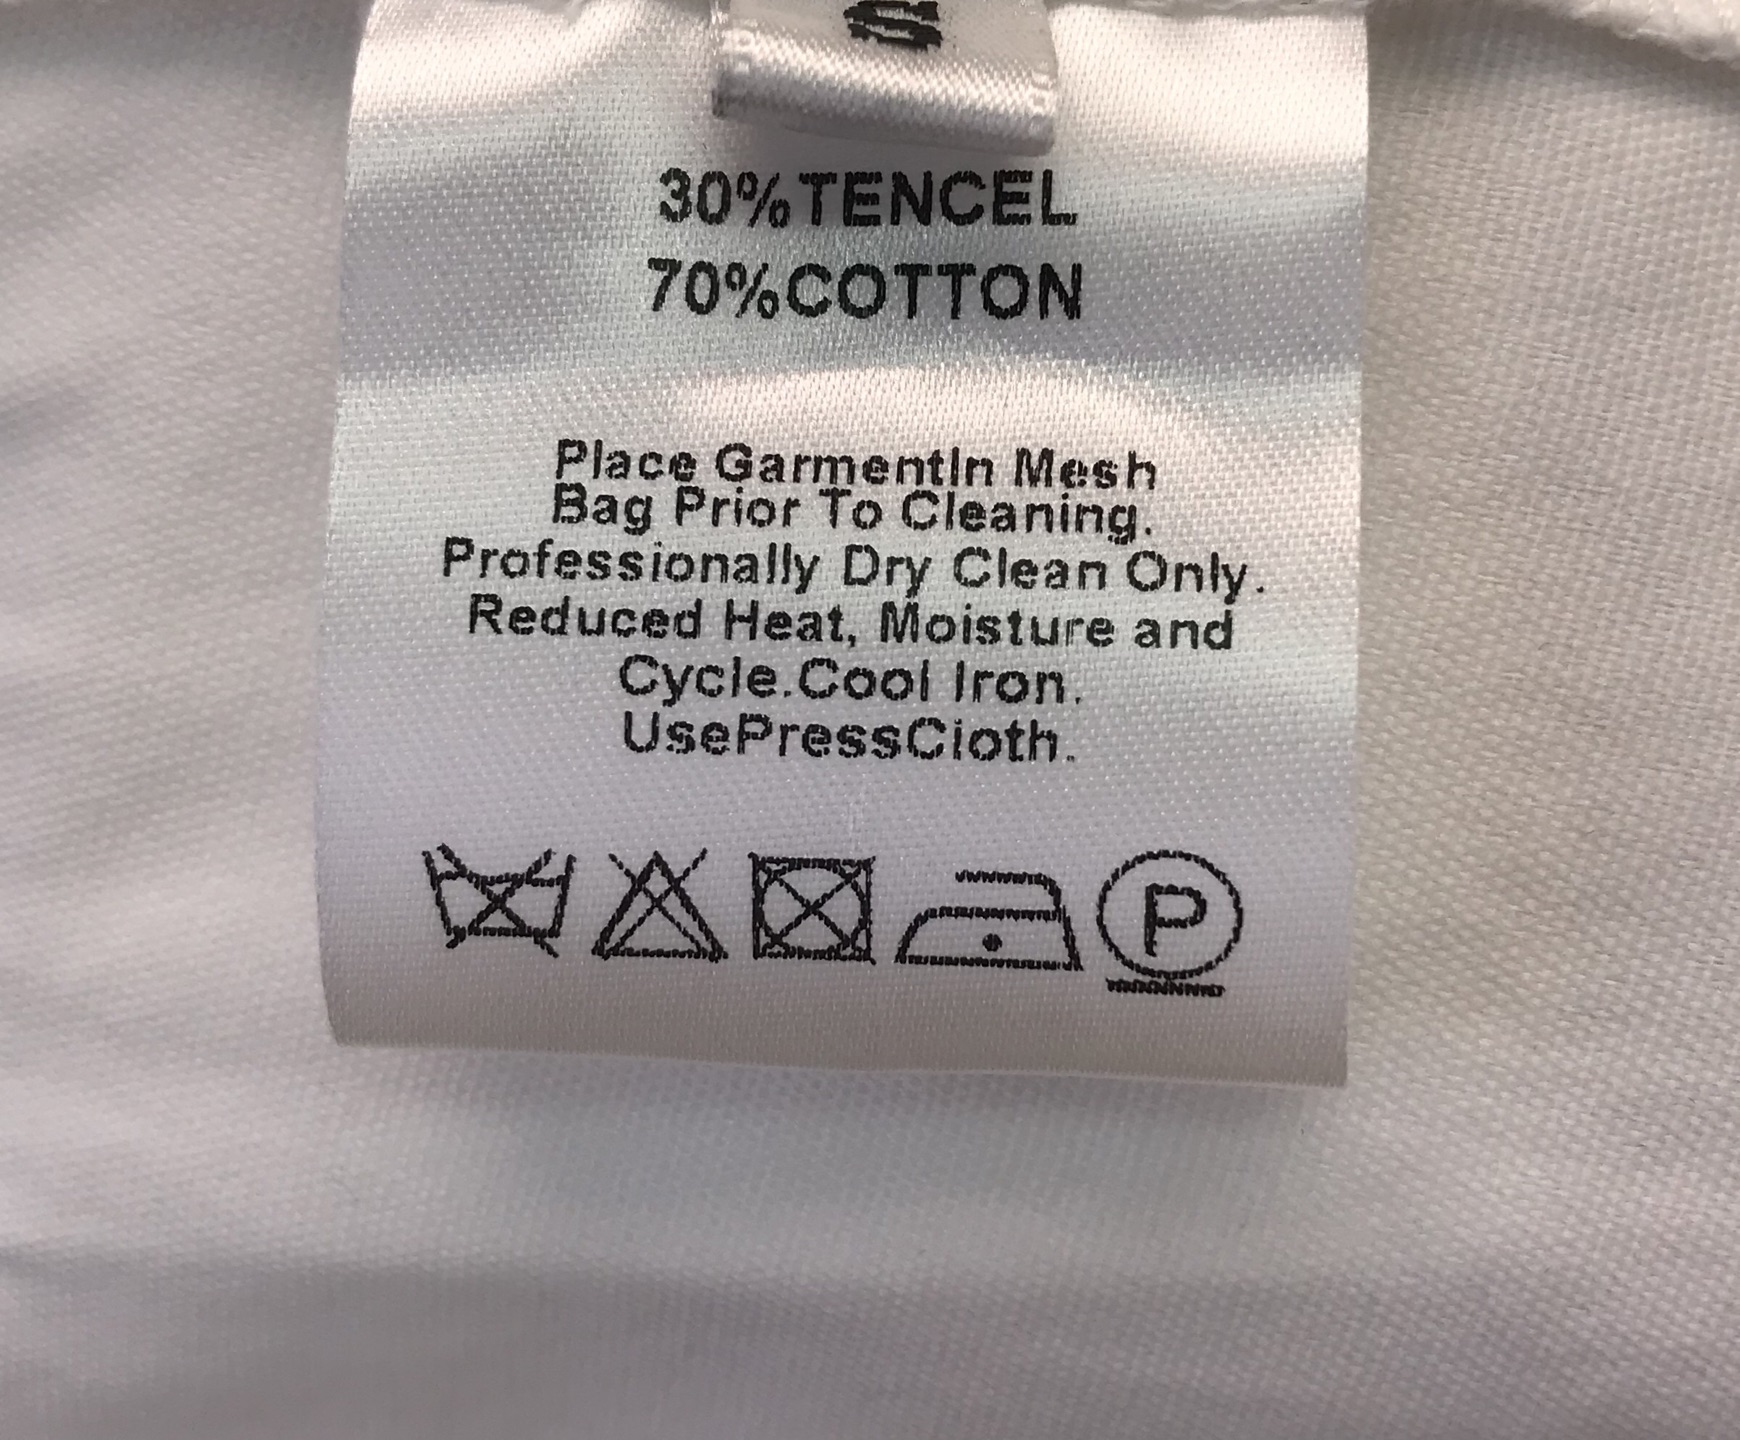 S
30%TENCEL
70%COTTON
Place GarmentIn Mesh
Bag Prior To Cleaning.
Professionally Dry Clean Only.
Reduced Heat, Moisture and
Cycle.Cool Iron.
UsePressCloth.
P